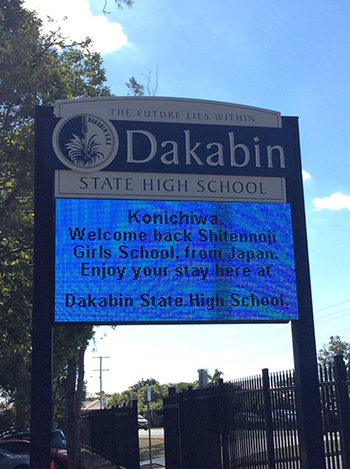 THE FUTURE LIES WITHIN
DAKABIN S.H.S.
Dakabin
STATE HIGH SCHOOL
Konichiwa.
Welcome back Shitennoji
Girls School, from Japan.
Enjoy your stay here at
Dakabin State High School.